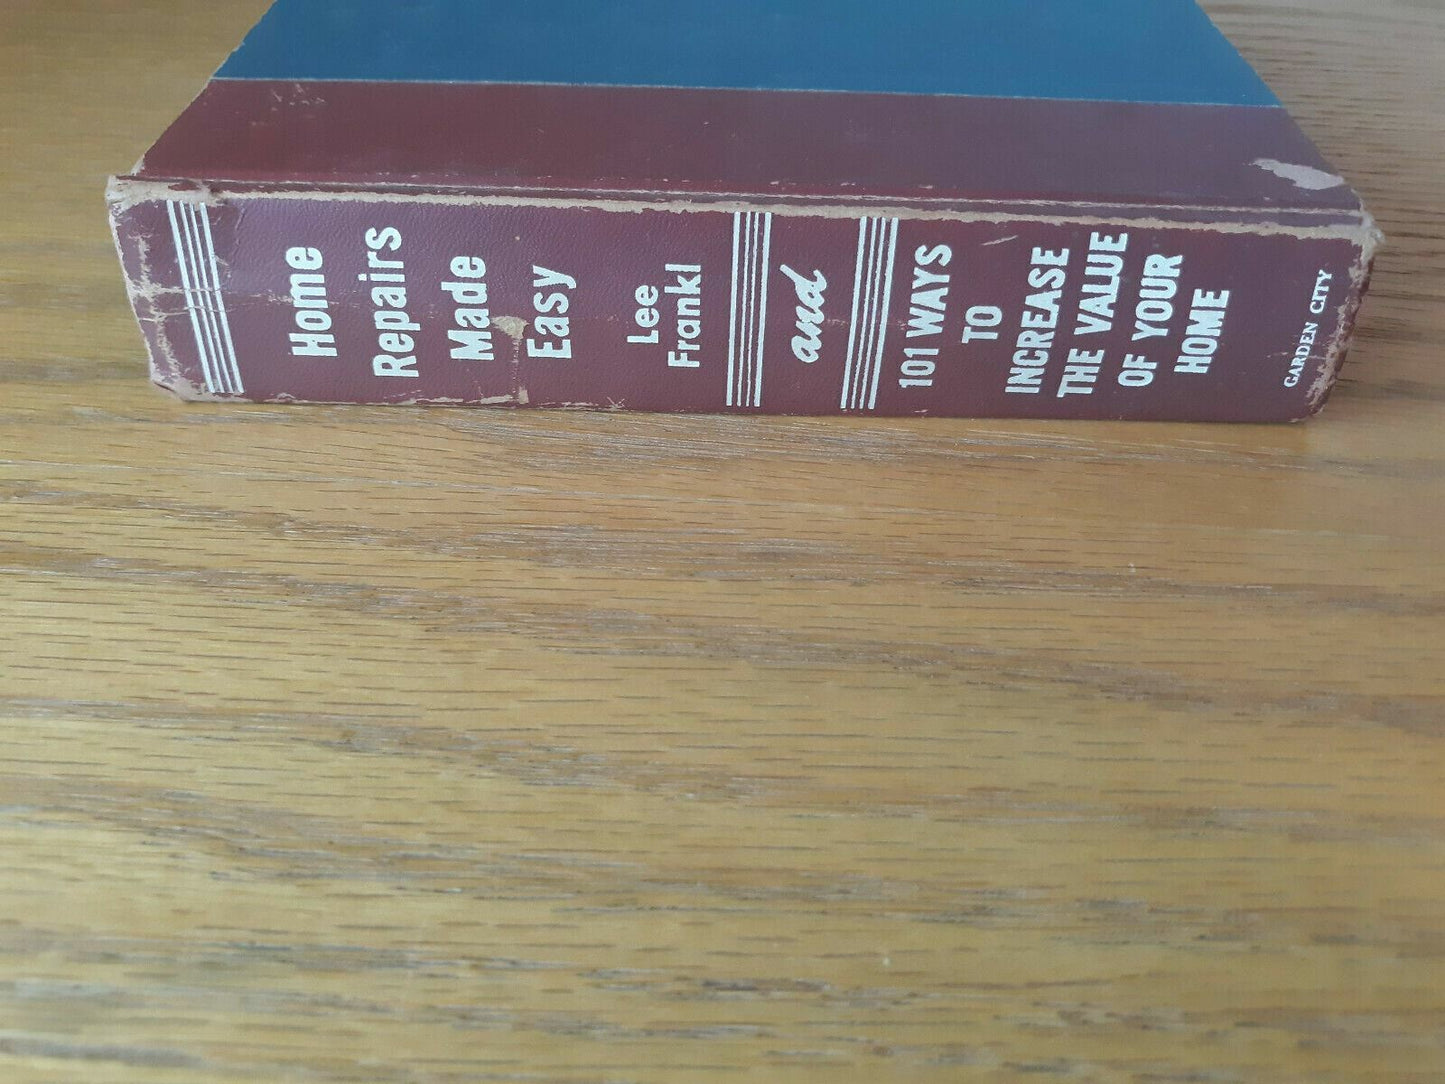 Home
Repairs
Made
Easy
Lee
Frankl
and
101 WAYS
TO
INCREASE
THE VALUE
OF YOUR
HOME
GARDEN CITY